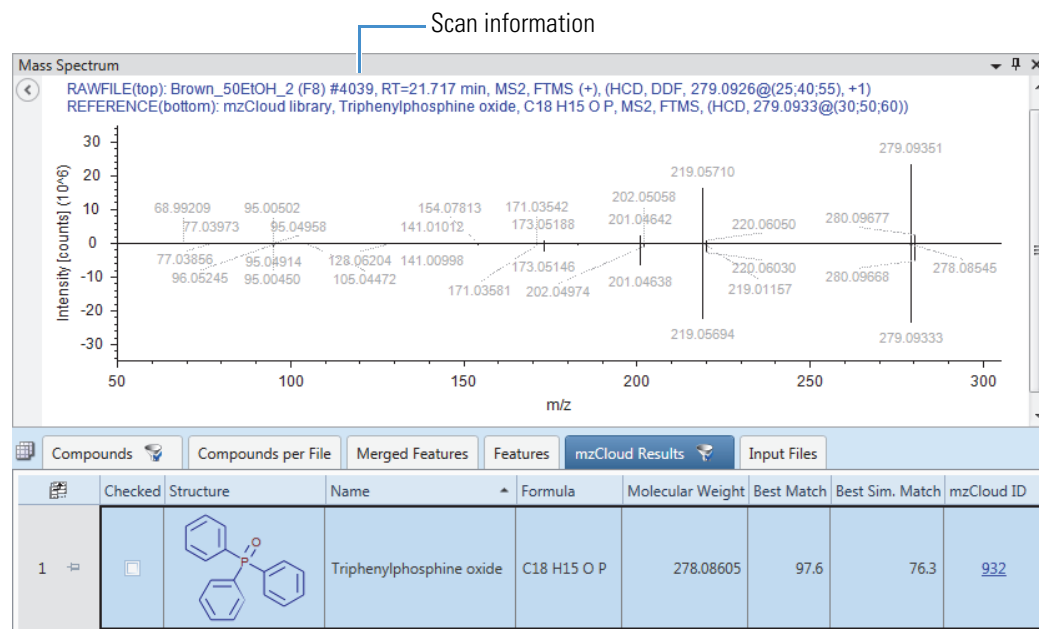 Scan information
Mass Spectrum
RAWFILE(top): Brown_50EtOH_2 (F8) #4039, RT=21.717 min, MS2, FTMS (+), (HCD, DDF, 279.0926@(25;40;55), +1)
REFERENCE(bottom): mzCloud library, Triphenylphosphine oxide, C18 H15 O P, MS2, FTMS, (HCD, 279.0933@(30;50;60))
Intensity [counts] (10^6)
30
20
10
0
-10
-20
-30
279.09351
219.05710
202.05058
68.99209 95.00502 154.07813 171.03542 201.04642 280.09677
77.03973 95.04958 141.01012 173.05188 220.06050
77.03856 95.04914 128.06204 141.00998 173.05146 220.06030 278.08545
96.05245 95.00450 105.04472 201.04638 280.09668
171.03581 202.04974 219.01157
219.05694 279.09333
50 100 150 200 250 300
m/z
Compounds Compounds per File Merged Features Features mzCloud Results Input Files
Checked Structure Name Formula Molecular Weight Best Match Best Sim. Match mzCloud ID
1 P O Triphenylphosphine oxide C18 H15 O P 278.08605 97.6 76.3 932